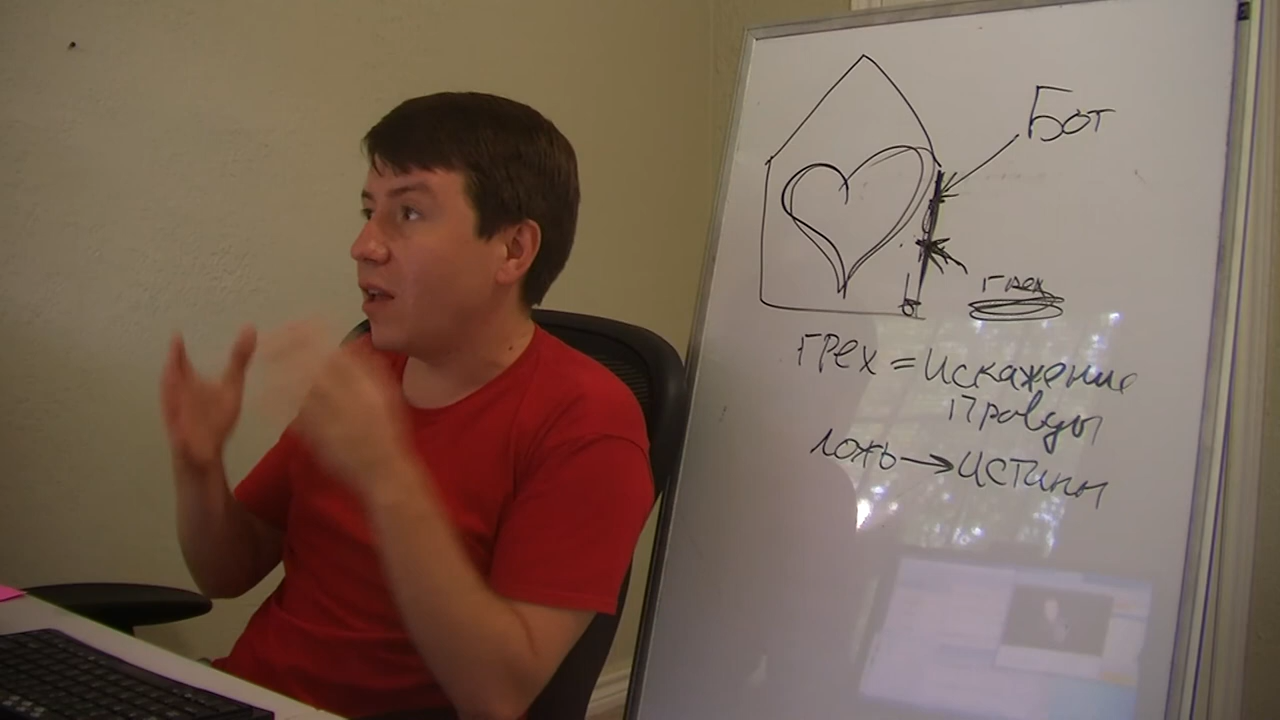 Бот
грех
грех = Искажение
Правды
ложь → истины